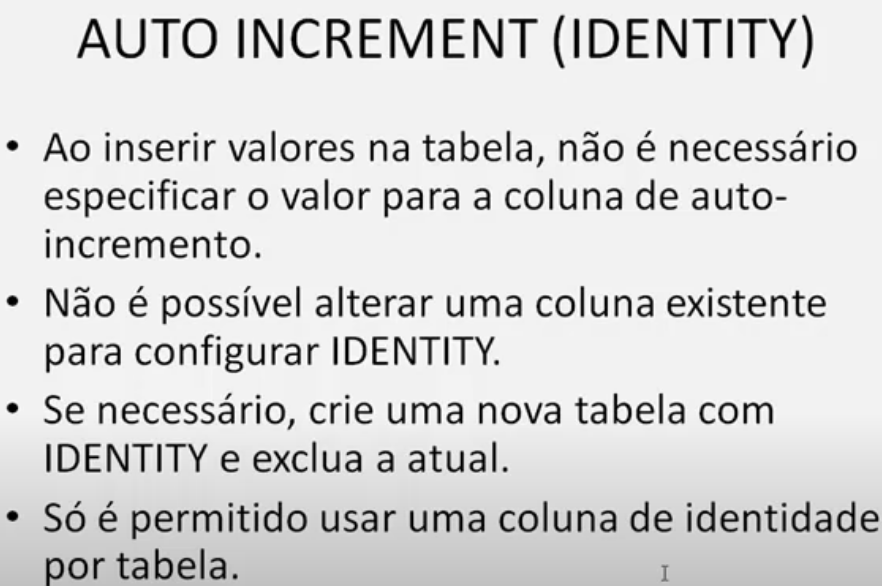 AUTO INCREMENT (IDENTITY)
• Ao inserir valores na tabela, não é necessário
especificar o valor para a coluna de auto-
incremento.
• Não é possível alterar uma coluna existente
para configurar IDENTITY.
• Se necessário, crie uma nova tabela com
IDENTITY e exclua a atual.
• Só é permitido usar uma coluna de identidade
por tabela.